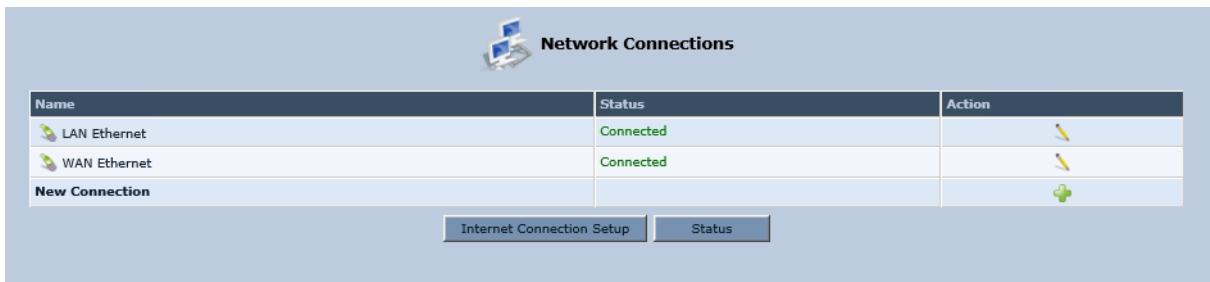 Network Connections
Name Status Action
LAN Ethernet Connected
WAN Ethernet Connected
New Connection
Internet Connection Setup Status